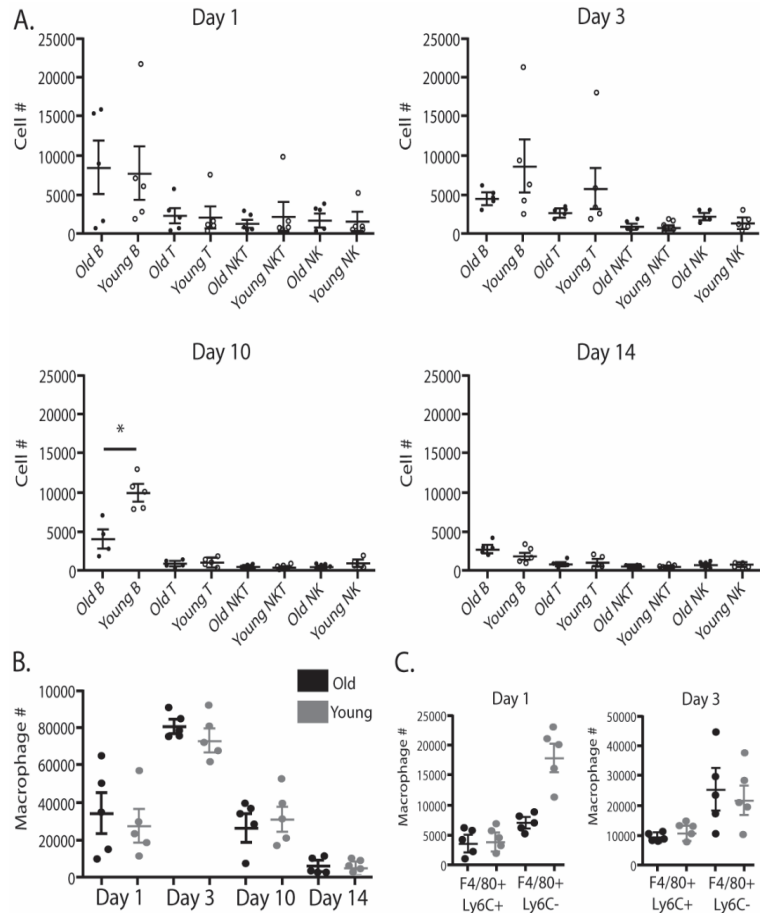 A.
Day 1
Cell #
25000
20000
15000
10000
5000
0
Old B
Young B
Old T
Young T
Old NKT
Young NKT
Old NK
Young NK
Day 3
Cell #
25000
20000
15000
10000
5000
0
Old B
Young B
Old T
Young T
Old NKT
Young NKT
Old NK
Young NK
Day 10
Cell #
25000
20000
15000
10000
5000
0
*
Old B
Young B
Old T
Young T
Old NKT
Young NKT
Old NK
Young NK
Day 14
Cell #
25000
20000
15000
10000
5000
0
Old B
Young B
Old T
Young T
Old NKT
Young NKT
Old NK
Young NK
B.
Macrophage #
100000
80000
60000
40000
20000
0
Day 1
Day 3
Day 10
Day 14
Old
Young
C.
Day 1
Macrophage #
25000
20000
15000
10000
5000
0
F4/80+
Ly6C+
F4/80+
Ly6C-
Day 3
Macrophage #
50000
40000
30000
20000
10000
0
F4/80+
Ly6C+
F4/80+
Ly6C-